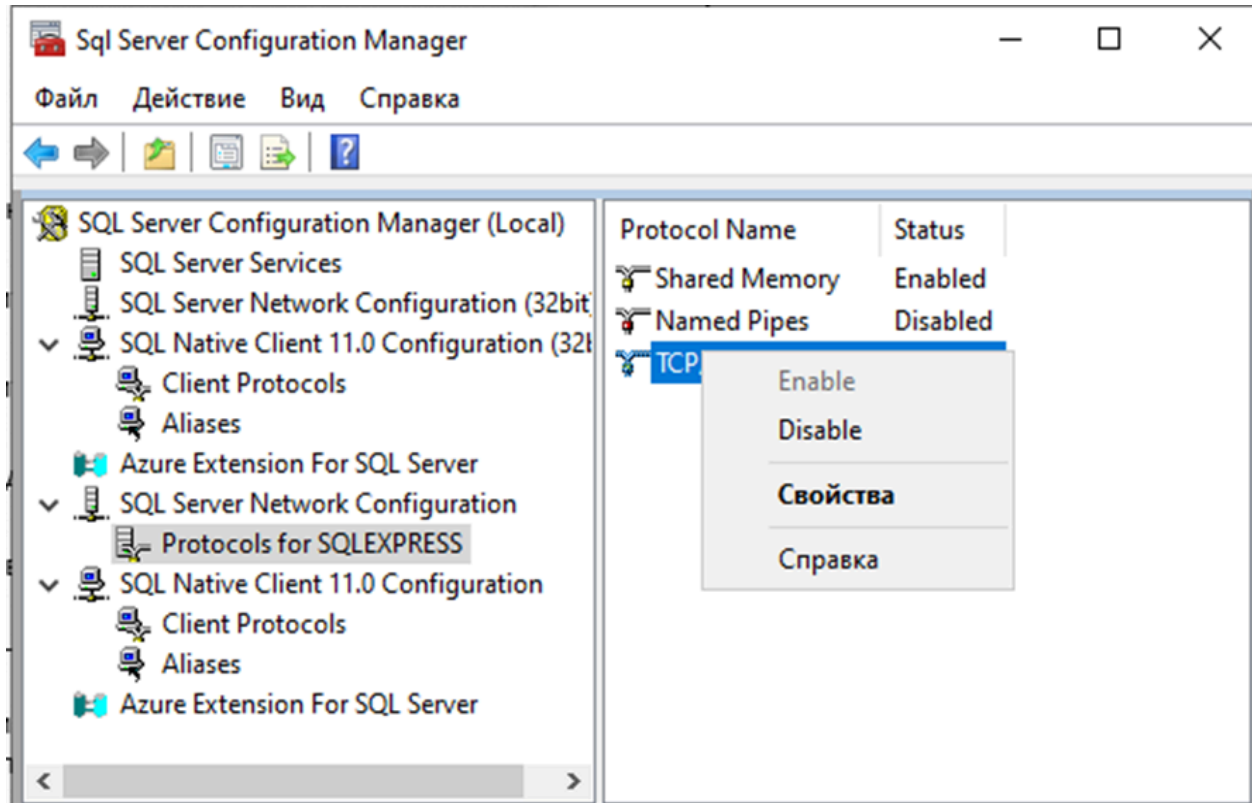 Sql Server Configuration Manager
Файл Действие Вид Справка
SQL Server Configuration Manager (Local)
SQL Server Services
SQL Server Network Configuration (32bit)
SQL Native Client 11.0 Configuration (32b
Client Protocols
Aliases
Azure Extension For SQL Server
SQL Server Network Configuration
Protocols for SQLEXPRESS
SQL Native Client 11.0 Configuration
Client Protocols
Aliases
Azure Extension For SQL Server
Protocol Name Status
Shared Memory Enabled
Named Pipes Disabled
TCP/
Enable
Disable
Свойства
Справка